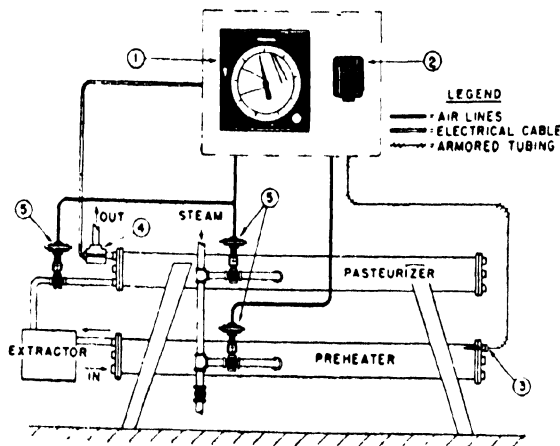 1
2
LEGEND
= AIR LINES
= ELECTRICAL CABLE
= ARMORED TUBING
5
OUT
4
STEAM
5
PASTEURIZER
EXTRACTOR
IN
PREHEATER
3